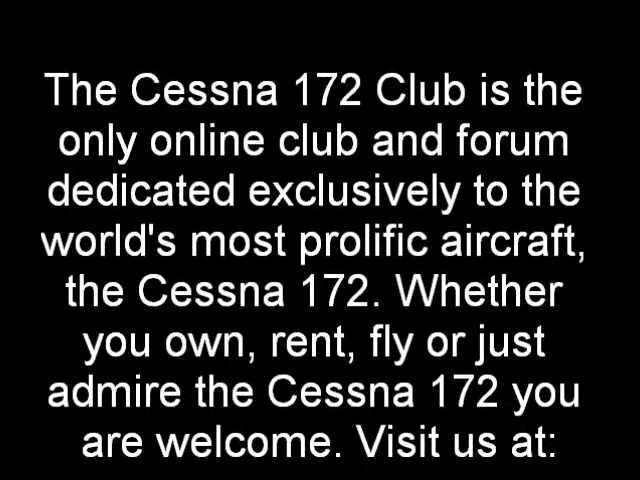 The Cessna 172 Club is the
only online club and forum
dedicated exclusively to the
world's most prolific aircraft,
the Cessna 172. Whether
you own, rent, fly or just
admire the Cessna 172 you
are welcome. Visit us at: